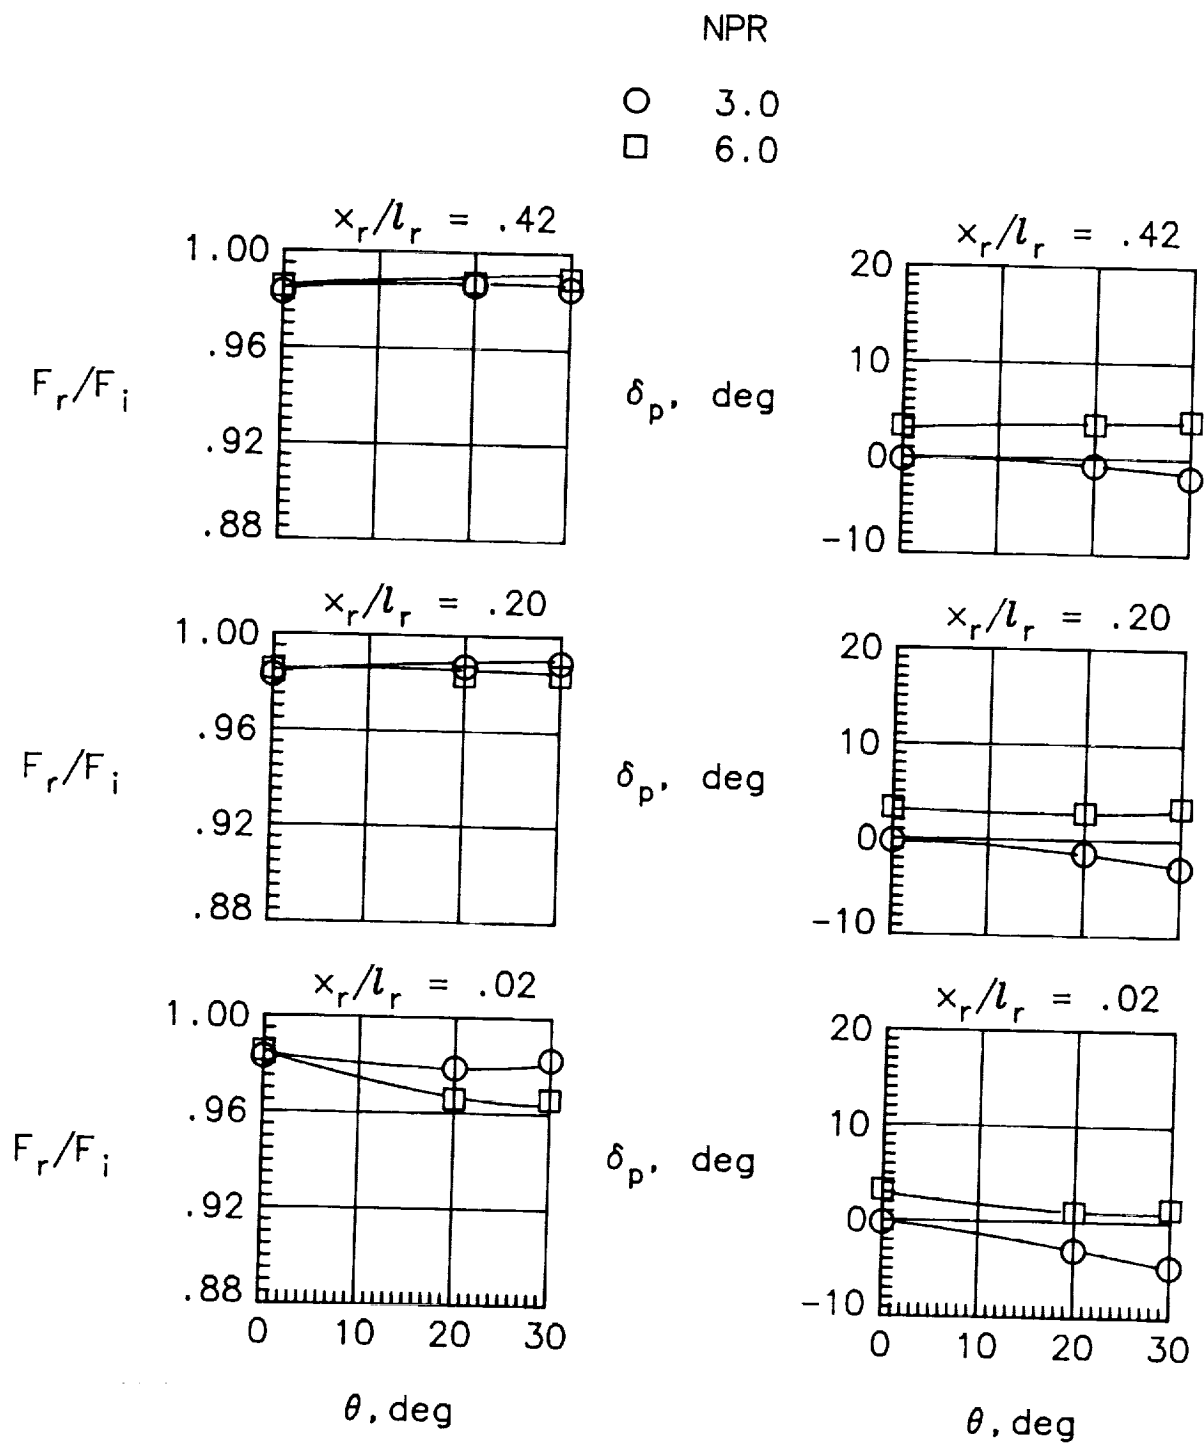 NPR
3.0
6.0
x_r/l_r = .42
1.00
.96
.92
.88
F_r/F_i
x_r/l_r = .42
20
10
0
-10
δ_p, deg
x_r/l_r = .20
1.00
.96
.92
.88
F_r/F_i
x_r/l_r = .20
20
10
0
-10
δ_p, deg
x_r/l_r = .02
1.00
.96
.92
.88
F_r/F_i
0 10 20 30
θ, deg
x_r/l_r = .02
20
10
0
-10
δ_p, deg
0 10 20 30
θ, deg